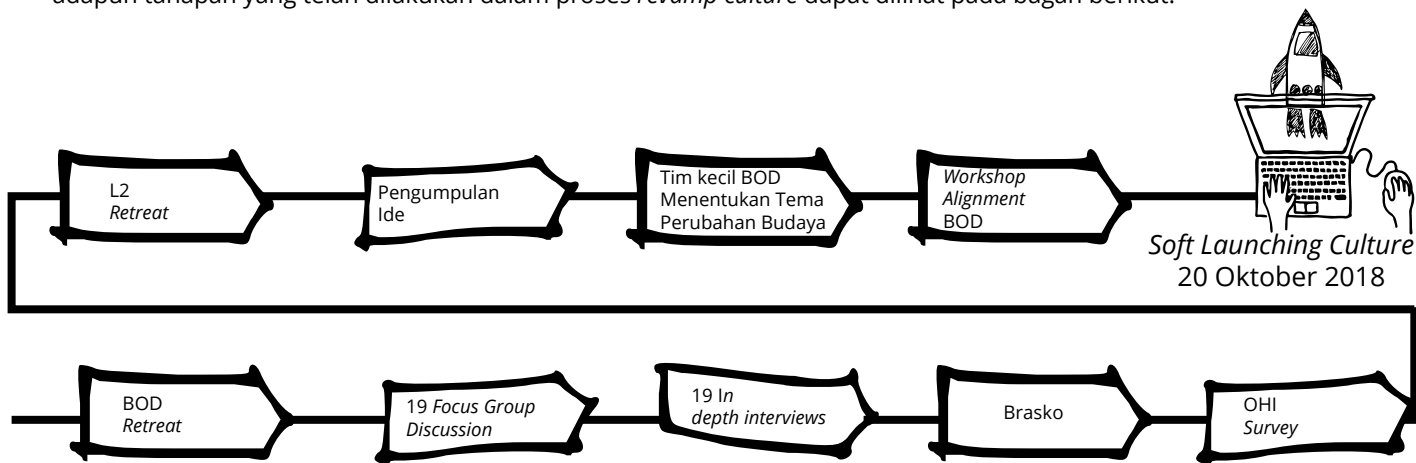 adapun tahapan yang telah dilakukan dalam proses revamp culture dapat dilihat pada bagan berikut:
L2
Retreat
Pengumpulan
Ide
Tim kecil BOD
Menentukan Tema
Perubahan Budaya
Workshop
Alignment
BOD
Soft Launching Culture
20 Oktober 2018
BOD
Retreat
19 Focus Group
Discussion
19 In
depth interviews
Brasko
OHI
Survey